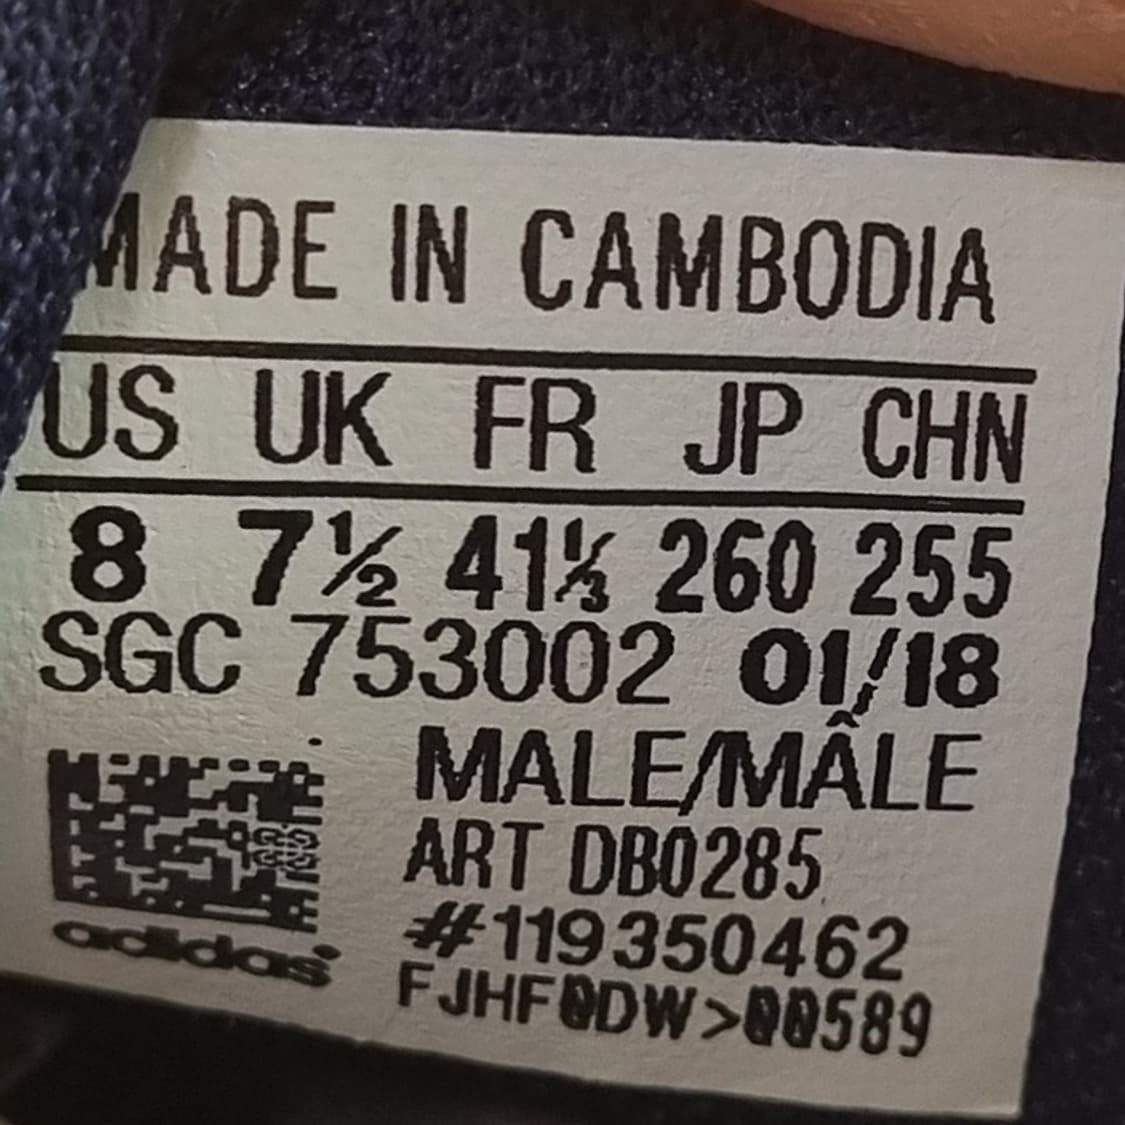 MADE IN CAMBODIA
US UK FR JP CHN
8 7½ 41⅓ 260 255
SGC 753002 01/18
MALE/MÂLE
ART DB0285
#119350462
FJHF0DW>00589
adidas